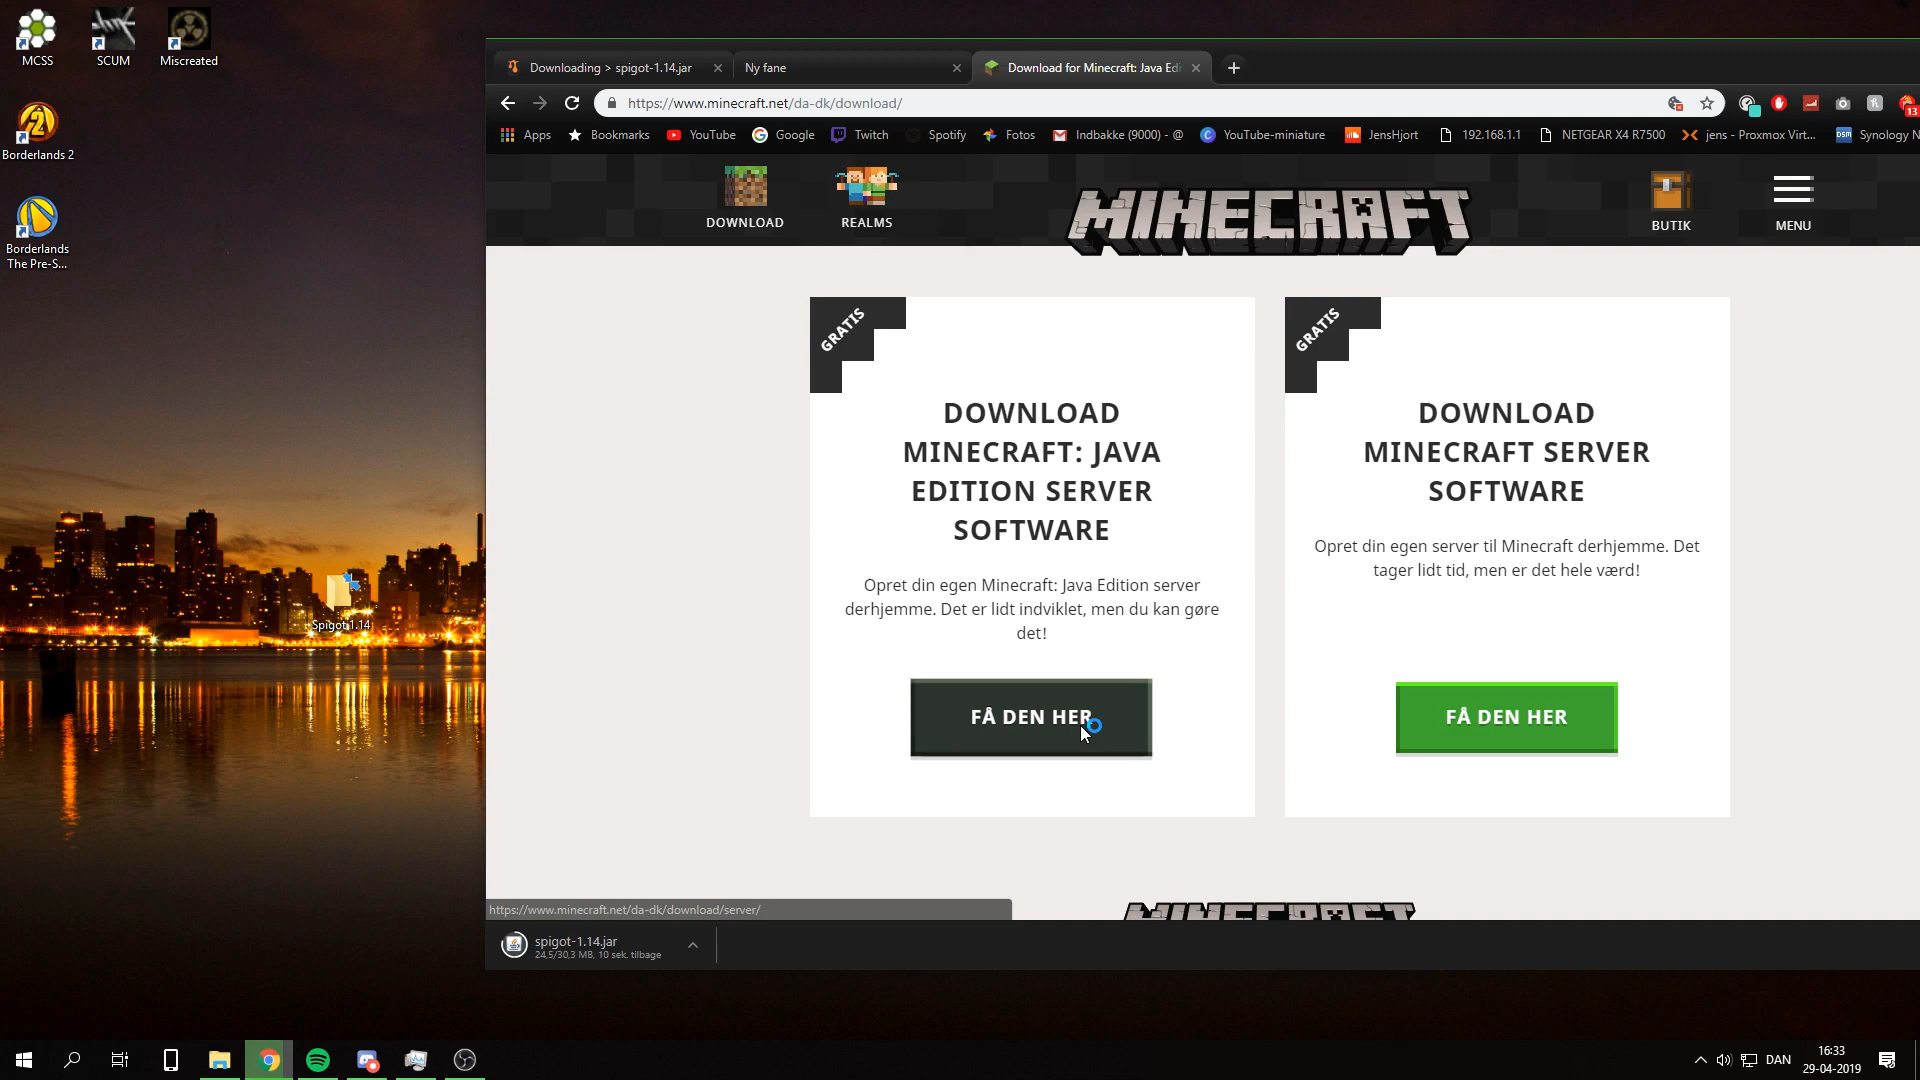 MCSS
SCUM
Miscreated
Borderlands 2
Borderlands
The Pre-S...
Spigot 1.14
Downloading > spigot-1.14.jar
Ny fane
Download for Minecraft: Java Edi
https://www.minecraft.net/da-dk/download/
13
Apps
Bookmarks
YouTube
Google
Twitch
Spotify
Fotos
Indbakke (9000) - @
YouTube-miniature
JensHjort
192.168.1.1
NETGEAR X4 R7500
jens - Proxmox Virt...
DSM
Synology N
DOWNLOAD
REALMS
MINECRAFT
BUTIK
MENU
GRATIS
DOWNLOAD
MINECRAFT: JAVA
EDITION SERVER
SOFTWARE
Opret din egen Minecraft: Java Edition server
derhjemme. Det er lidt indviklet, men du kan gøre
det!
FÅ DEN HER
GRATIS
DOWNLOAD
MINECRAFT SERVER
SOFTWARE
Opret din egen server til Minecraft derhjemme. Det
tager lidt tid, men er det hele værd!
FÅ DEN HER
MINECRAFT
https://www.minecraft.net/da-dk/download/server/
spigot-1.14.jar
24,5/30,3 MB, 10 sek. tilbage
DAN
16:33
29-04-2019